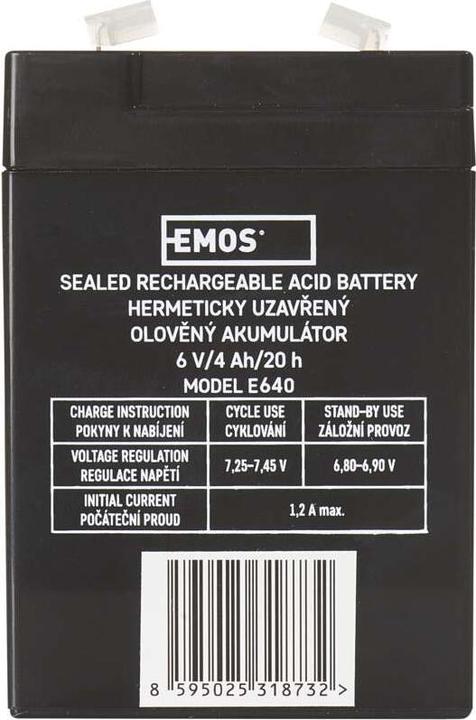 EMOS
SEALED RECHARGEABLE ACID BATTERY
HERMETICKY UZAVŘENÝ
OLOVĚNÝ AKUMULÁTOR
6 V/4 Ah/20 h
MODEL E640
CHARGE INSTRUCTION CYCLE USE STAND-BY USE
POKYNY K NABÍJENÍ CYKLOVÁNÍ ZÁLOŽNÍ PROVOZ
VOLTAGE REGULATION
REGULACE NAPĚTÍ 7,25–7,45 V 6,80–6,90 V
INITIAL CURRENT
POČÁTEČNÍ PROUD 1,2 A max.
8 595025 318732 >